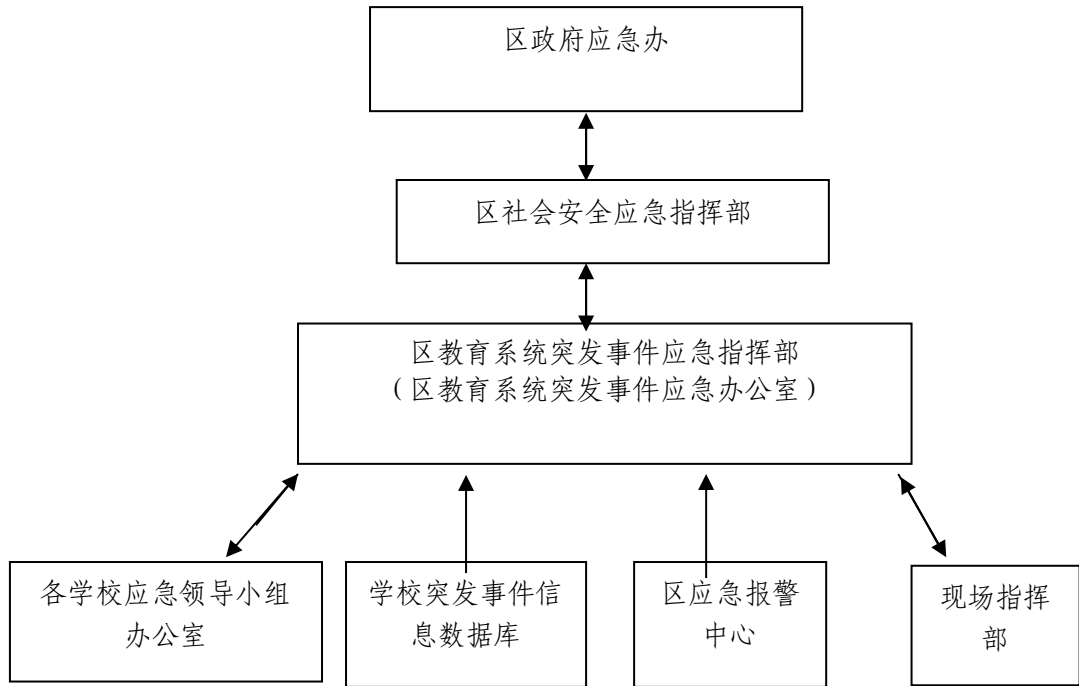 区政府应急办
区社会安全应急指挥部
区教育系统突发事件应急指挥部
（区教育系统突发事件应急办公室）
各学校应急领导小组
办公室
学校突发事件信
息数据库
区应急报警
中心
现场指挥
部